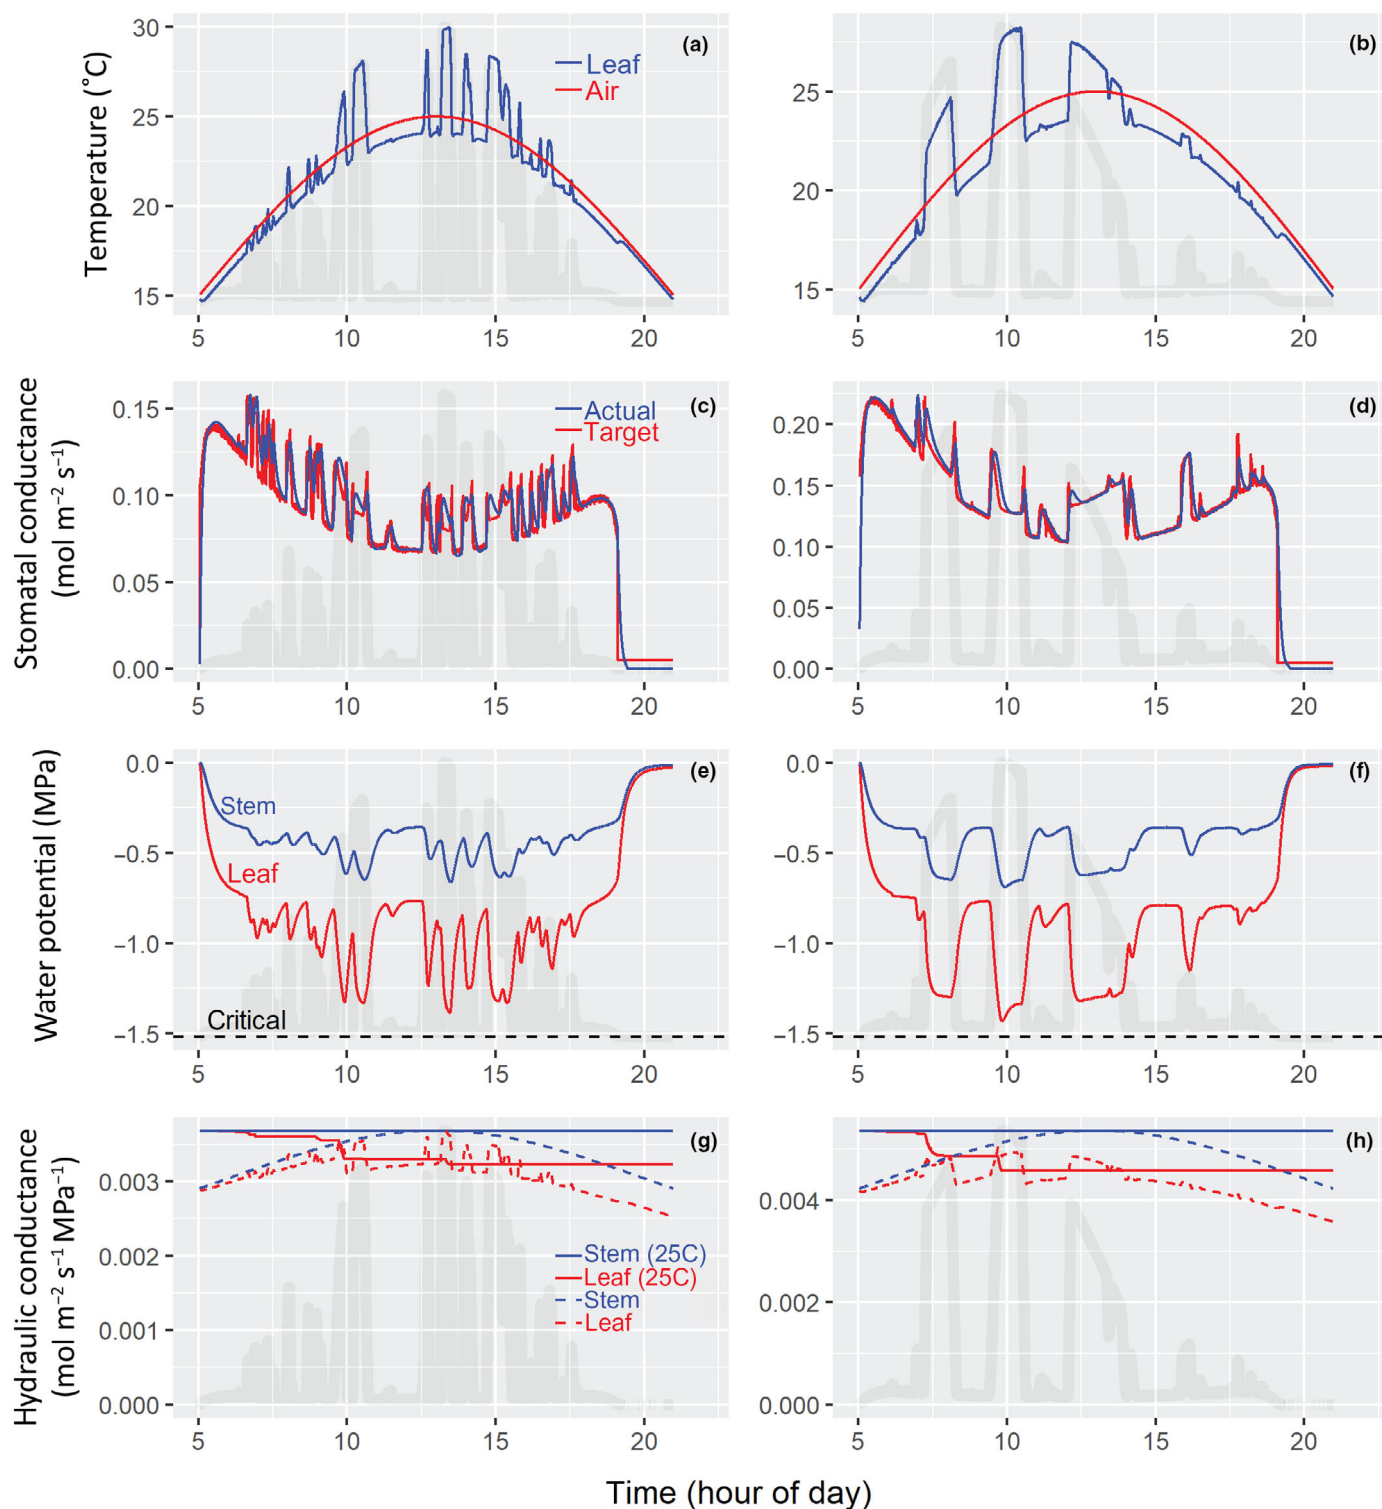 Temperature (˚C)
30
25
20
15
(a)
Leaf
Air
5 10 15 20
25
20
15
(b)
5 10 15 20
Stomatal conductance
(mol m⁻² s⁻¹)
0.15
0.10
0.05
0.00
(c)
Actual
Target
5 10 15 20
0.20
0.15
0.10
0.05
0.00
(d)
5 10 15 20
Water potential (MPa)
0.0
−0.5
−1.0
−1.5
(e)
Stem
Leaf
Critical
5 10 15 20
0.0
−0.5
−1.0
−1.5
(f)
5 10 15 20
Hydraulic conductance
(mol m⁻² s⁻¹ MPa⁻¹)
0.003
0.002
0.001
0.000
(g)
Stem (25C)
Leaf (25C)
Stem
Leaf
5 10 15 20
0.004
0.002
0.000
(h)
5 10 15 20
Time (hour of day)